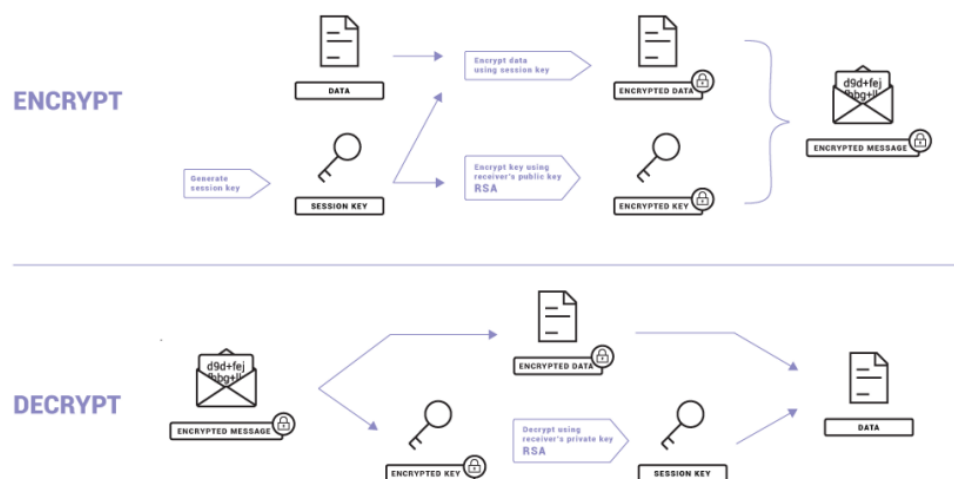 ENCRYPT
DATA
Encrypt data
using session key
ENCRYPTED DATA
d9d+fej
ENCRYPTED MESSAGE
Generate
session key
SESSION KEY
Encrypt key using
receiver's public key
RSA
ENCRYPTED KEY
DECRYPT
d9d+fej
ENCRYPTED MESSAGE
ENCRYPTED DATA
ENCRYPTED KEY
Decrypt using
receiver's private key
RSA
SESSION KEY
DATA